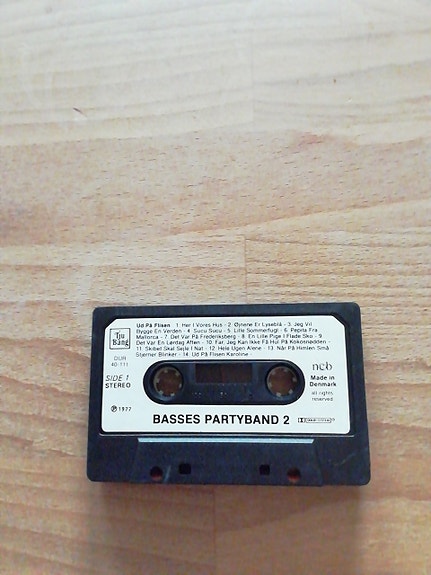 Tju
Bang
Ud På Flisen 1. Her I Vores Hus - 2. Øjnene Er Lyseblå - 3. Jeg Vil
Bygge En Verden - 4. Sucu Sucu - 5. Lille Sommerfugl - 6. Pepita Fra
Mallorca - 7. Det Var På Frederiksberg - 8. En Lille Pige I Flade Sko - 9.
Det Var En Lørdag Aften - 10. Far, Jeg Kan Ikke Få Hul På Kokosnødden -
11. Skibet Skal Sejle I Nat - 12. Hele Ugen Alene - 13. Når På Himlen Små
Stjerner Blinker - 14. Ud På Flisen Karoline
DUR
40-111
SIDE 1
STEREO
℗ 1977
ncb
Made in
Denmark
all rights
reserved
BASSES PARTYBAND 2